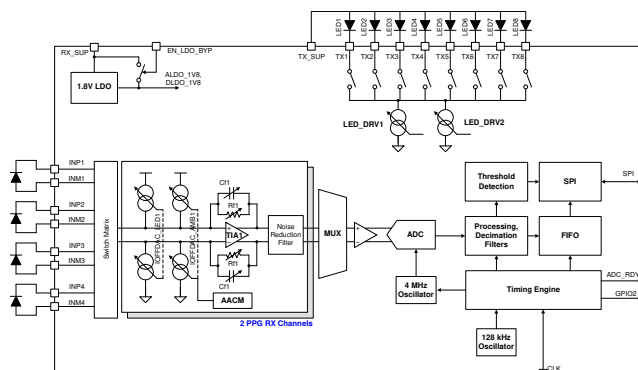 LED1 LED2 LED3 LED4 LED5 LED6 LED7 LED8
RX_SUP EN_LDO_BYP TX_SUP TX1 TX2 TX3 TX4 TX5 TX6 TX7 TX8
1.8V LDO
ALDO_1V8,
DLDO_1V8
LED_DRV1 LED_DRV2
INP1
INM1
INP2
INM2
INP3
INM3
INP4
INM4
Switch Matrix
IOFFDAC_LED1
IOFFDAC_AMB1
Cf1
Rf1
TIA1
Rf1
Cf1
AACM
Noise
Reduction
Filter
2 PPG RX Channels
MUX
ADC
Threshold
Detection
SPI
SPI
Processing,
Decimation
Filters
FIFO
4 MHz
Oscillator
Timing Engine
ADC_RDY
GPIO2
128 kHz
Oscillator
CLK